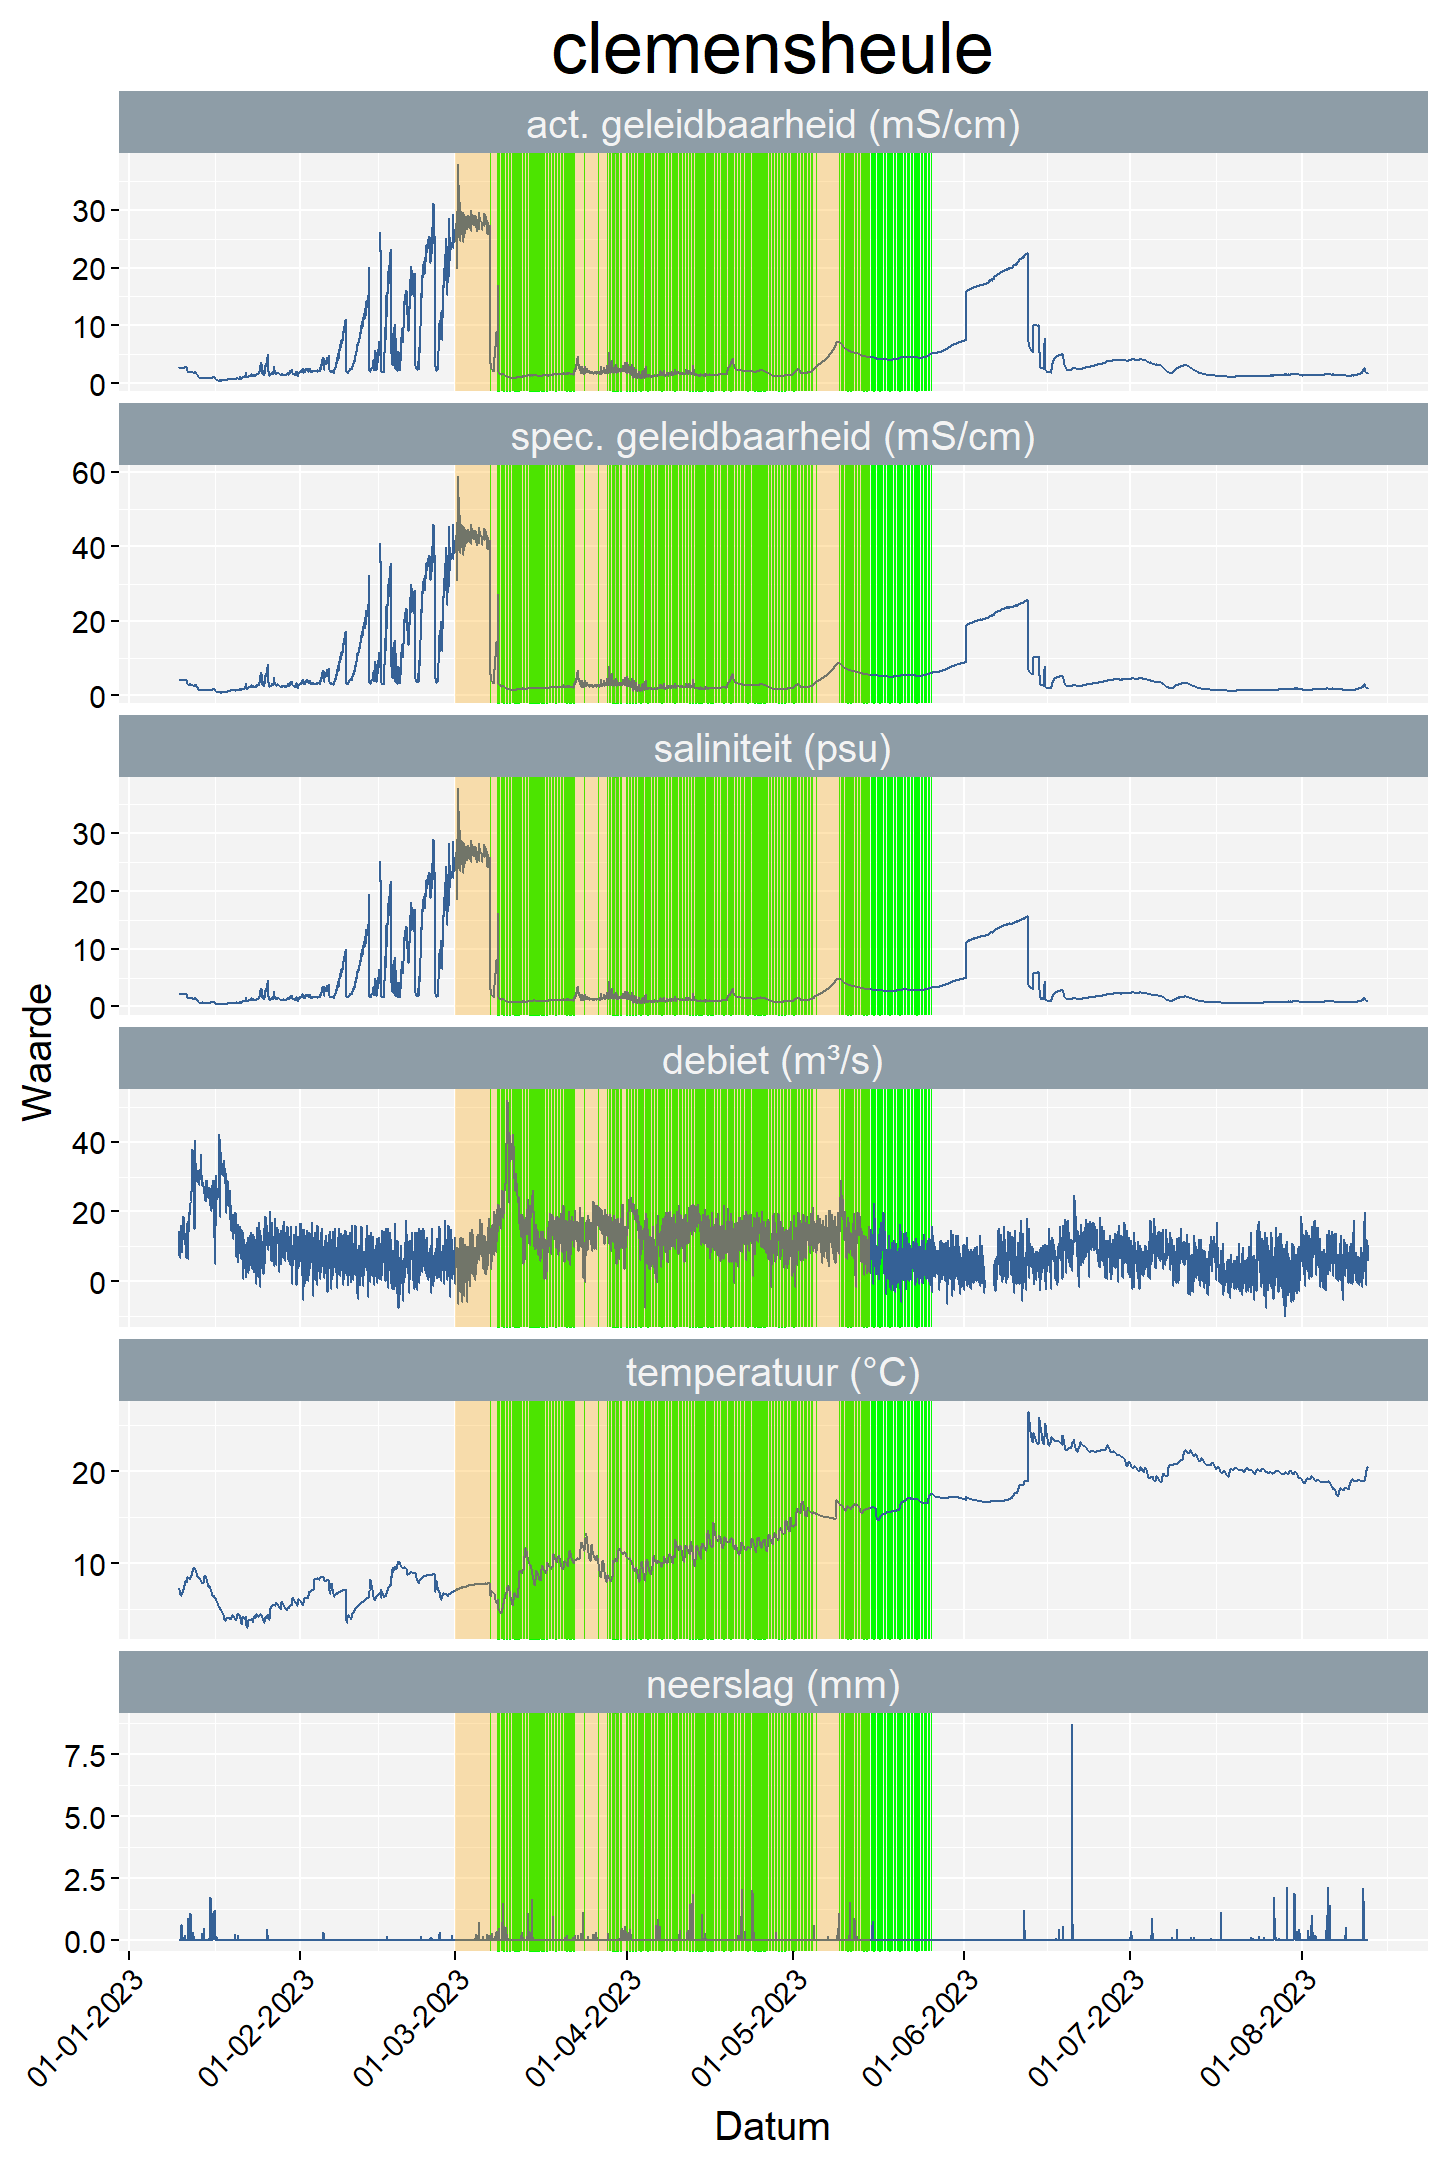 clemensheule
act. geleidbaarheid (mS/cm)
30
20
10
0
spec. geleidbaarheid (mS/cm)
60
40
20
0
saliniteit (psu)
30
20
10
0
Waarde
debiet (m³/s)
40
20
0
temperatuur (°C)
20
10
neerslag (mm)
7.5
5.0
2.5
0.0
01-01-2023 01-02-2023 01-03-2023 01-04-2023 01-05-2023 01-06-2023 01-07-2023 01-08-2023
Datum